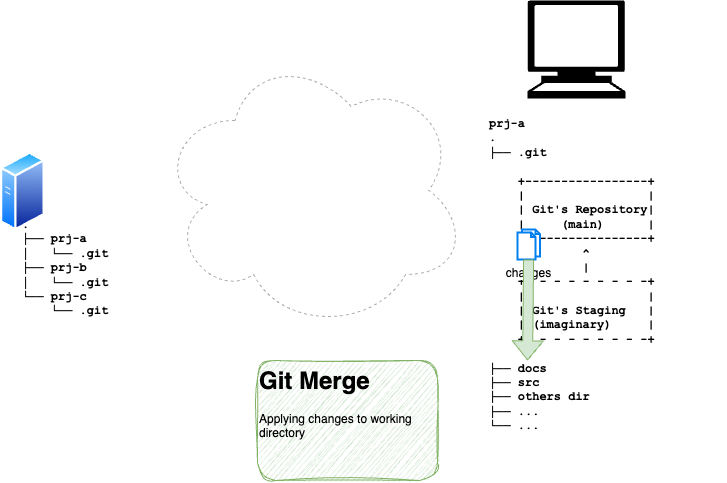 prj-a
.
├── .git
+------------------+
Git's Repository
(main)
+------------------+
changes
^
|
+- - - - - - - - -+
Git's Staging
(imaginary)
+- - - - - - - - -+
├── docs
├── src
├── others dir
├── ...
└── ...
.
├── prj-a
│   └── .git
├── prj-b
│   └── .git
└── prj-c
    └── .git
Git Merge
Applying changes to working
directory